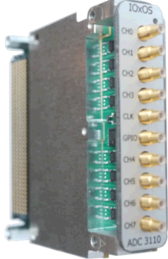 IOxOS
CH0
CH1
CH2
CH3
CLK
GPIO
CH4
CH5
CH6
CH7
ADC 3110